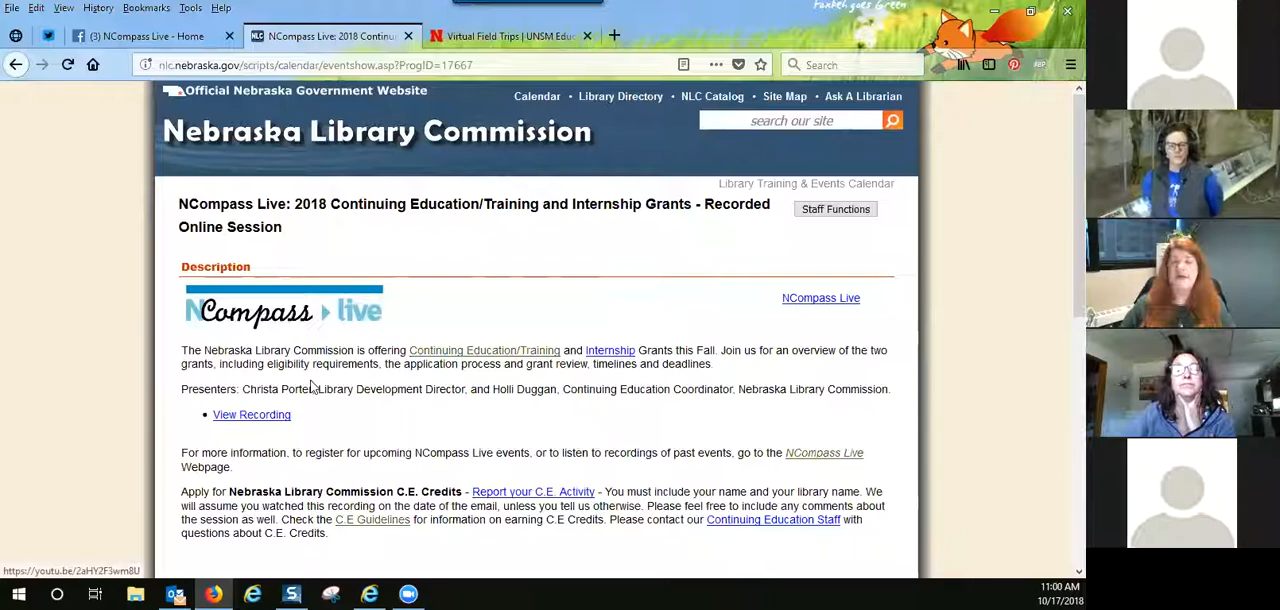 File Edit View History Bookmarks Tools Help
(3) NCompass Live - Home
NLC NCompass Live: 2018 Continu
Virtual Field Trips | UNSM Educ
nlc.nebraska.gov/scripts/calendar/eventshow.asp?ProgID=17667
Search
ABP
Official Nebraska Government Website
Calendar • Library Directory • NLC Catalog • Site Map • Ask A Librarian
Nebraska Library Commission
search our site
Library Training & Events Calendar
NCompass Live: 2018 Continuing Education/Training and Internship Grants - Recorded
Online Session
Staff Functions
Description
NCompass live
NCompass Live
The Nebraska Library Commission is offering Continuing Education/Training and Internship Grants this Fall. Join us for an overview of the two
grants, including eligibility requirements, the application process and grant review, timelines and deadlines.
Presenters: Christa Porter, Library Development Director, and Holli Duggan, Continuing Education Coordinator, Nebraska Library Commission.
• View Recording
For more information, to register for upcoming NCompass Live events, or to listen to recordings of past events, go to the NCompass Live
Webpage.
Apply for Nebraska Library Commission C.E. Credits - Report your C.E. Activity - You must include your name and your library name. We
will assume you watched this recording on the date of the email, unless you tell us otherwise. Please feel free to include any comments about
the session as well. Check the C.E Guidelines for information on earning C.E Credits. Please contact our Continuing Education Staff with
questions about C.E. Credits.
https://youtu.be/2aHYZF3wm8U
11:00 AM
10/17/2018